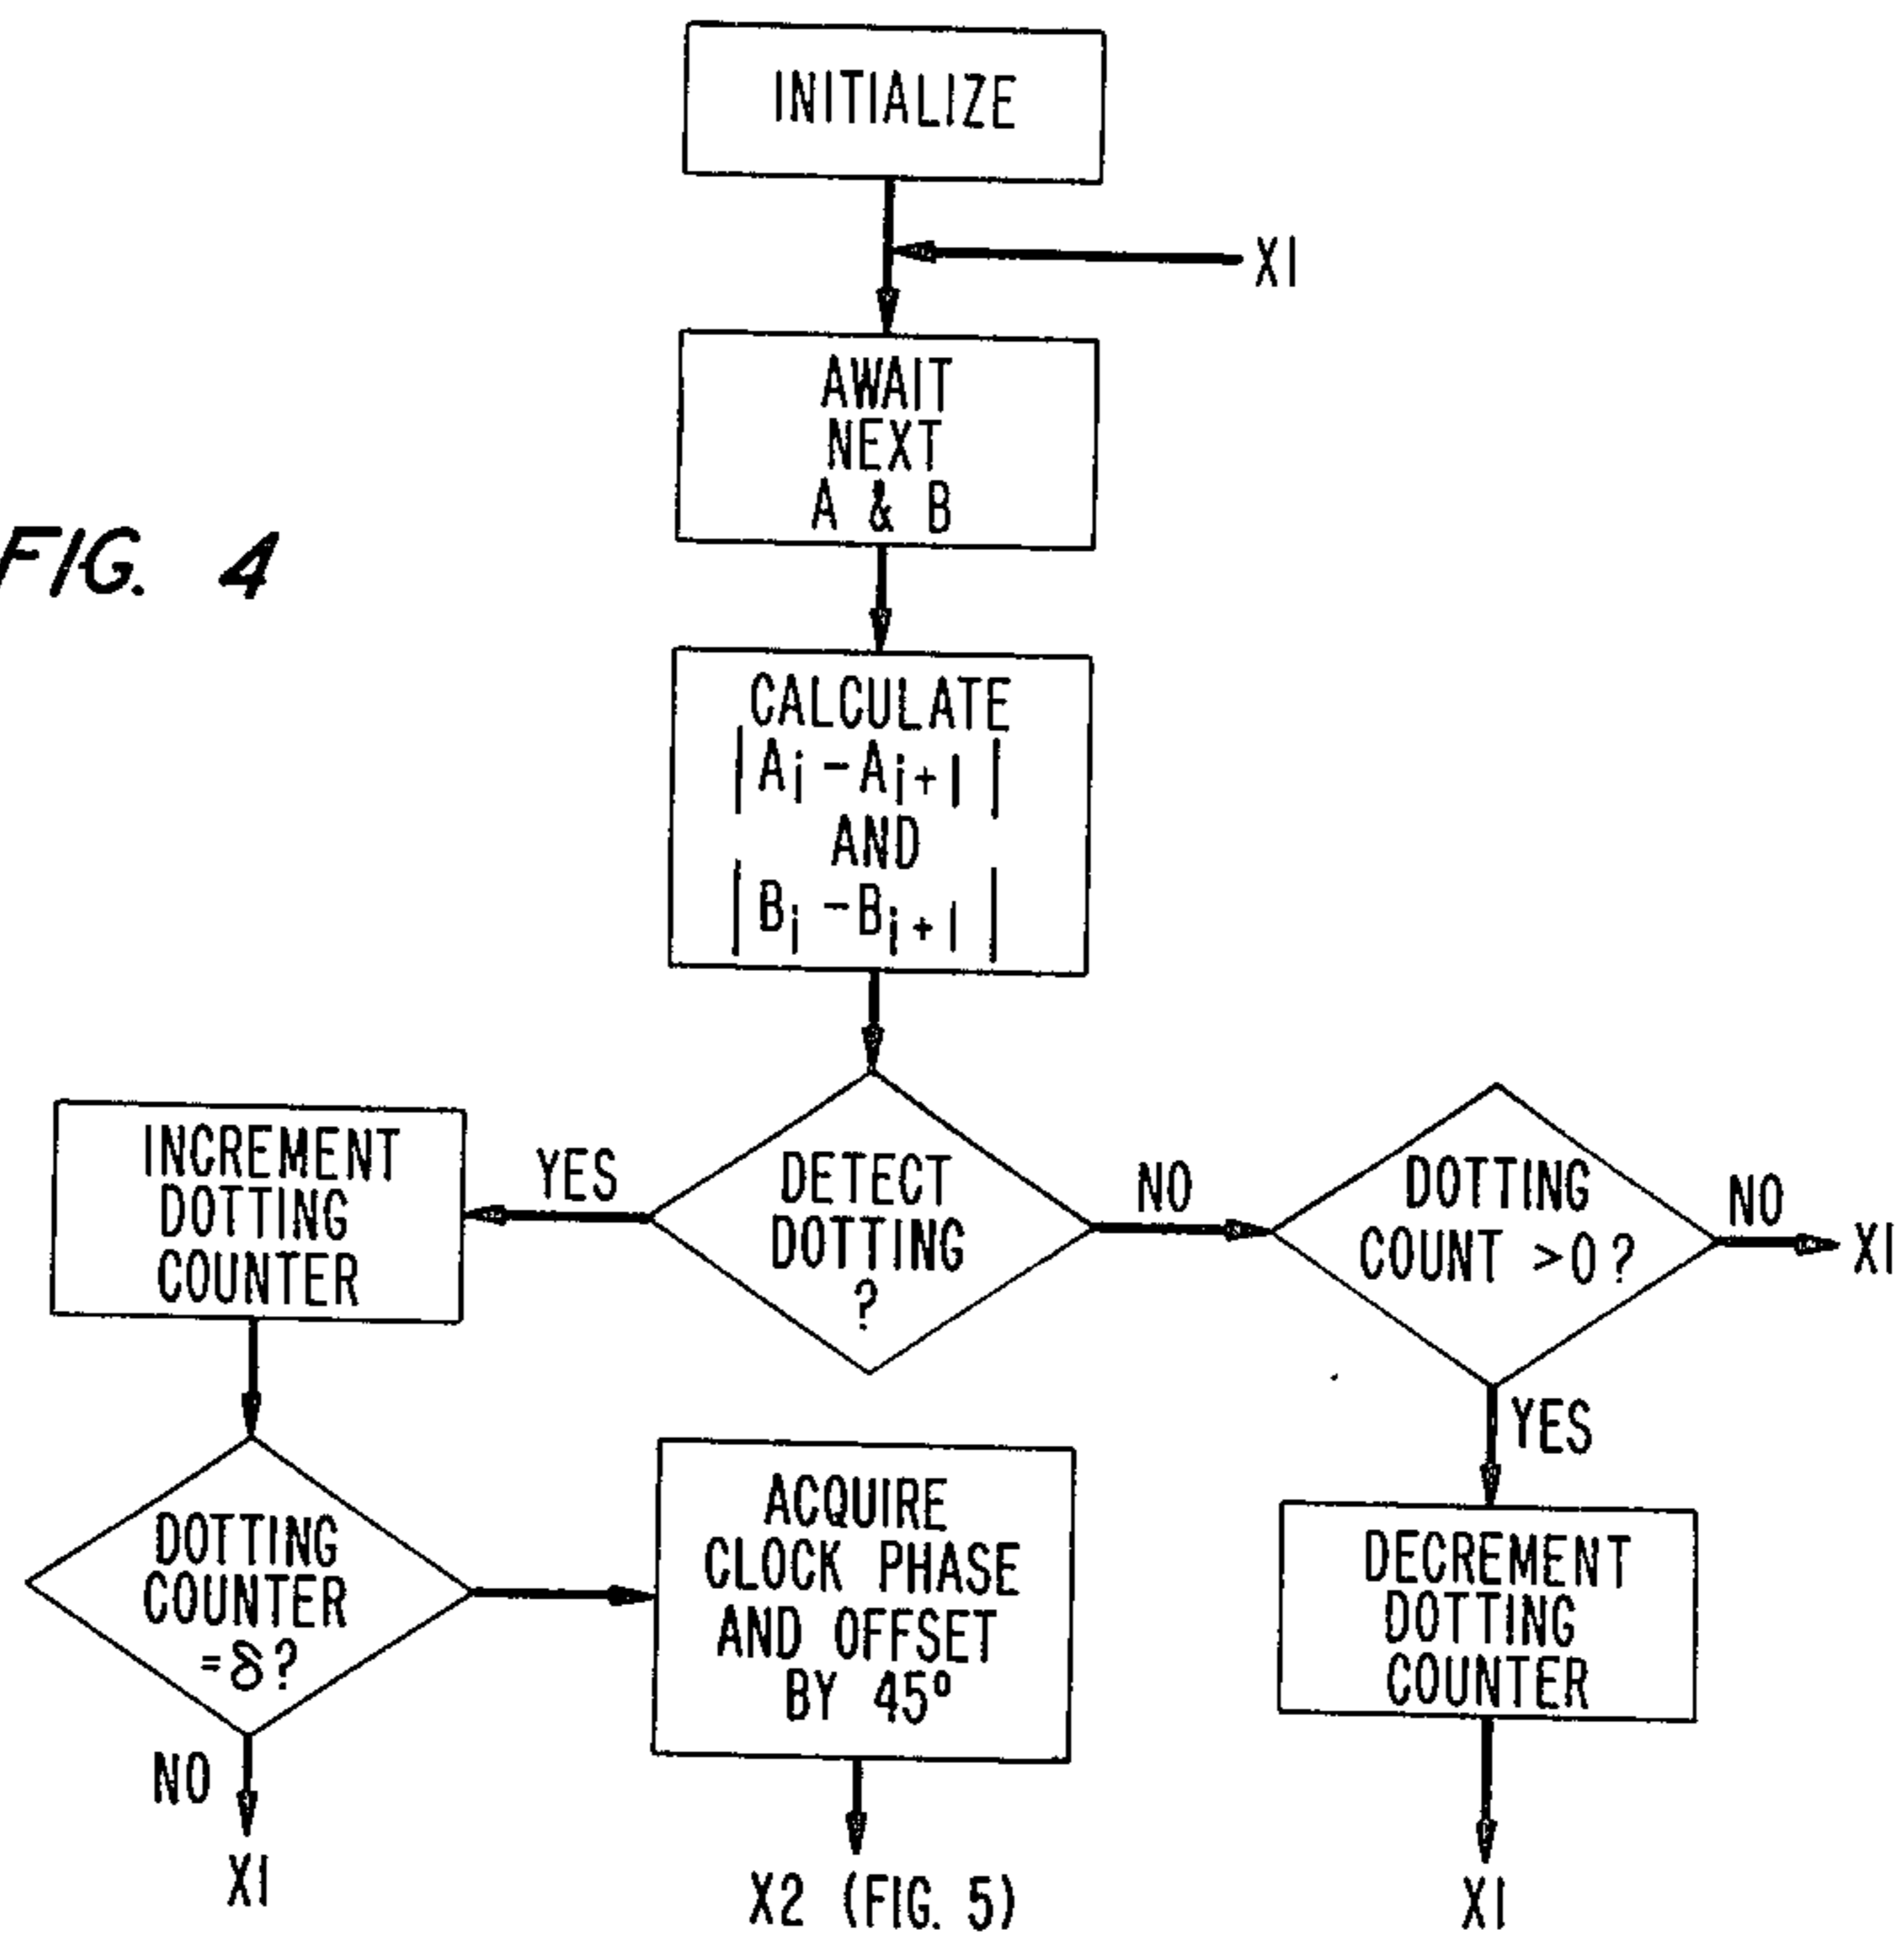 INITIALIZE
X1
AWAIT
NEXT
A & B
FIG. 4
CALCULATE
| Ai - Ai+1 |
AND
| Bi - Bi+1 |
INCREMENT
DOTTING
COUNTER
YES
DETECT
DOTTING
?
NO
DOTTING
COUNT >0?
NO
X1
YES
DOTTING
COUNTER
=δ?
ACQUIRE
CLOCK PHASE
AND OFFSET
BY 45°
DECREMENT
DOTTING
COUNTER
NO
X1
X2 (FIG. 5)
X1